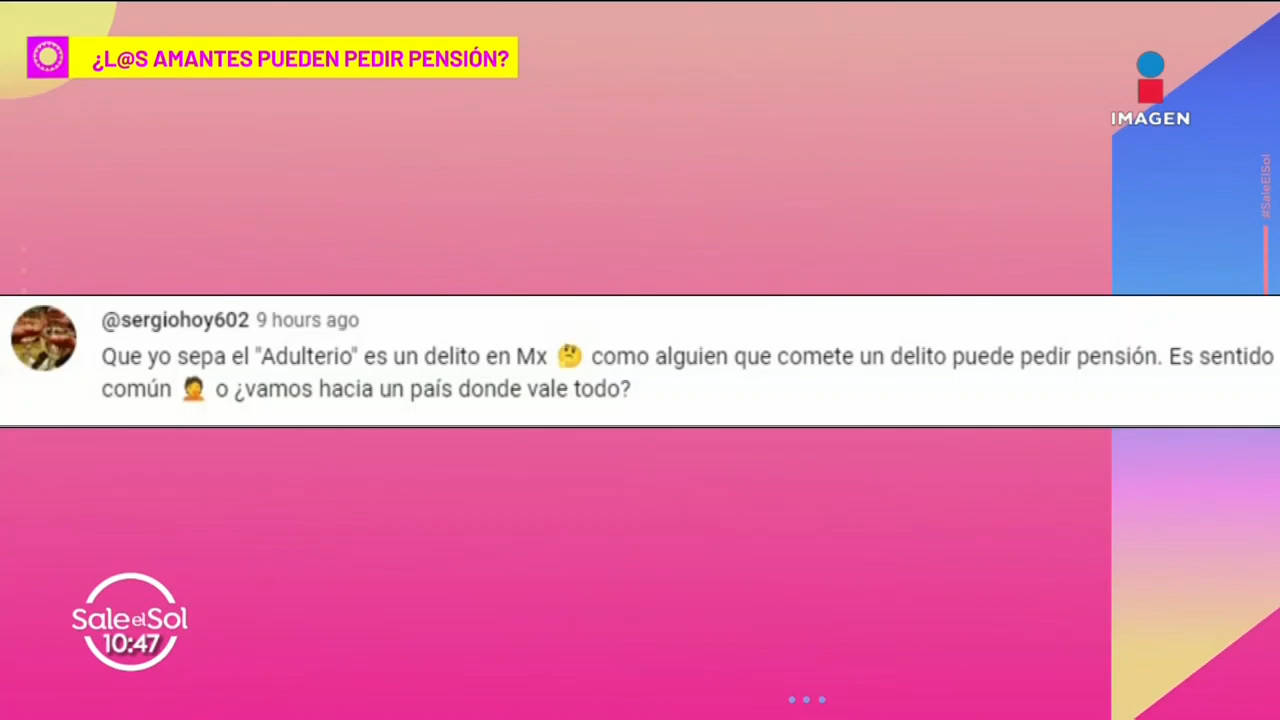 ¿L@S AMANTES PUEDEN PEDIR PENSIÓN?
IMAGEN
#SaleElSol
@sergiohoy602 9 hours ago
Que yo sepa el "Adulterio" es un delito en Mx 🤔 como alguien que comete un delito puede pedir pensión. Es sentido
común 🤦 o ¿vamos hacia un país donde vale todo?
Sale el Sol
10:47